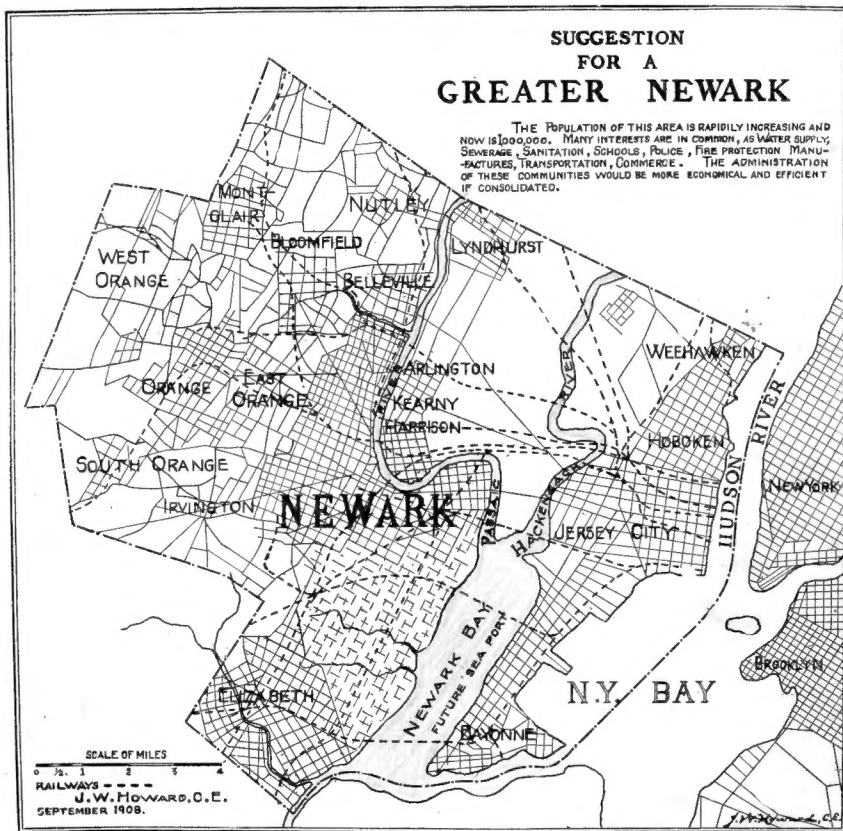 SUGGESTION
FOR A
GREATER NEWARK
THE POPULATION OF THIS AREA IS RAPIDILY INCREASING AND
NOW IS 1,000,000. MANY INTERESTS ARE IN COMMON, AS WATER SUPPLY,
SEWERAGE, SANITATION, SCHOOLS, POLICE, FIRE PROTECTION MANU-
-FACTURES, TRANSPORTATION, COMMERCE. THE ADMINISTRATION
OF THESE COMMUNITIES WOULD BE MORE ECONOMICAL AND EFFICIENT
IF CONSOLIDATED.
MONT-
CLAIR
NUTLEY
BLOOMFIELD
LYNDHURST
WEST
ORANGE
BELLEVILLE
WEEHAWKEN
ARLINGTON
RIVER
RIVER
ORANGE
EAST
ORANGE
KEARNY
HARRISON
HOBOKEN
HUDSON RIVER
SOUTH ORANGE
NEW YORK
IRVINGTON
NEWARK
PASSAIC
HACKENSACK
JERSEY CITY
NEWARK BAY
FUTURE SEA PORT
BROOKLYN
ELIZABETH
N.Y. BAY
BAYONNE
SCALE OF MILES
0 ½. 1 2 3 4
RAILWAYS ----
J.W. HOWARD, C.E.
SEPTEMBER 1908.
J.W. Howard, C.E.